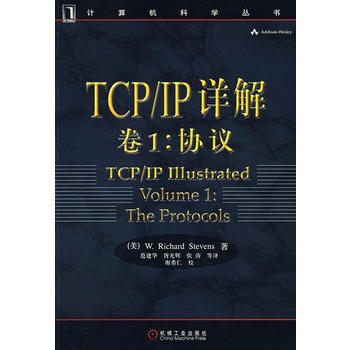 计算机科学丛书
Addison-Wesley
TCP/IP 详解
卷1:协议
TCP/IP Illustrated
Volume 1:
The Protocols
(美) W. Richard Stevens 著
范建华 胥光辉 张涛 等译
谢希仁 校
机械工业出版社
China Machine Press